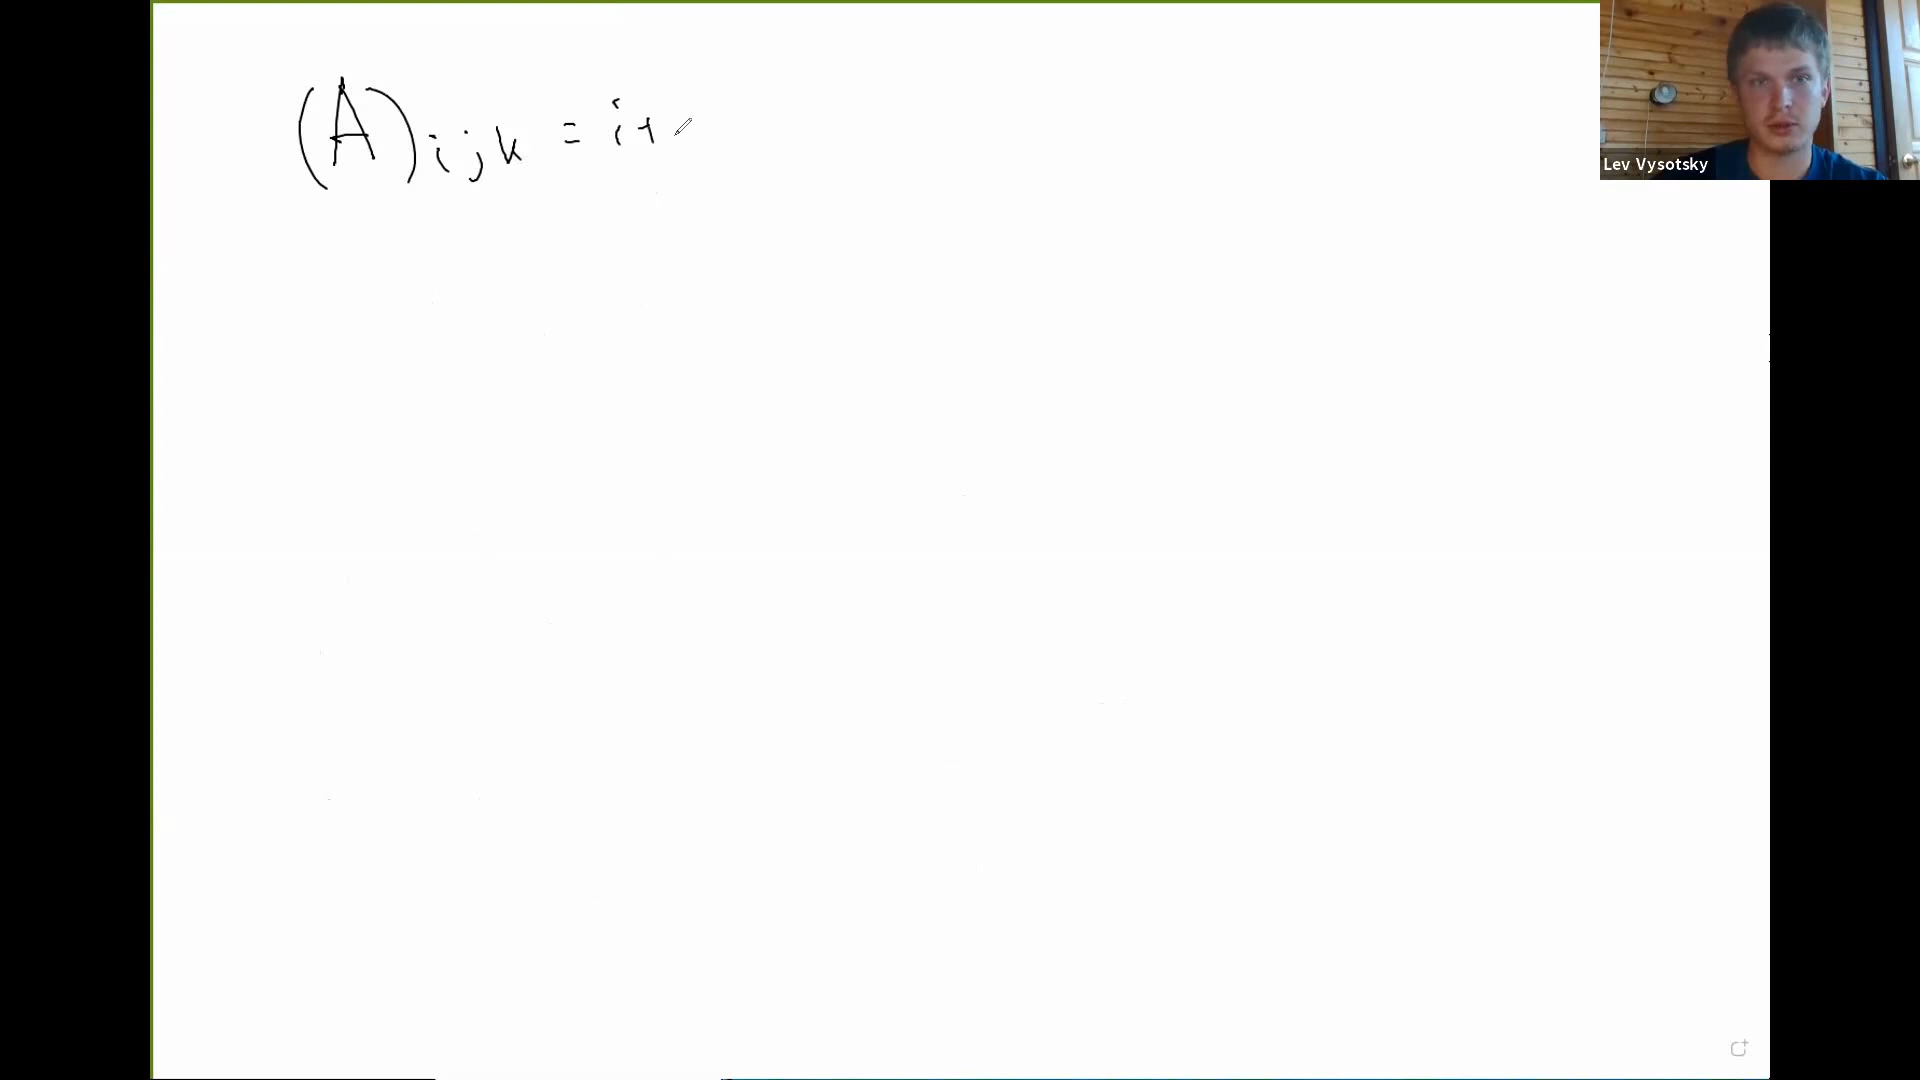 (A)ijk = i+
Lev Vysotsky